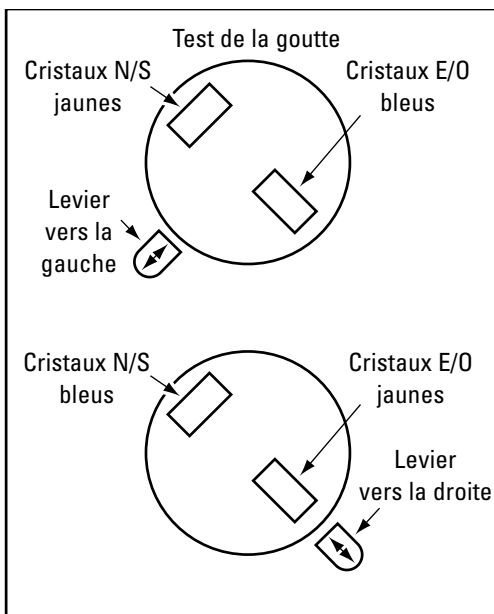 Test de la goutte
Cristaux N/S
jaunes
Cristaux E/O
bleus
Levier
vers la
gauche
Cristaux N/S
bleus
Cristaux E/O
jaunes
Levier
vers la droite